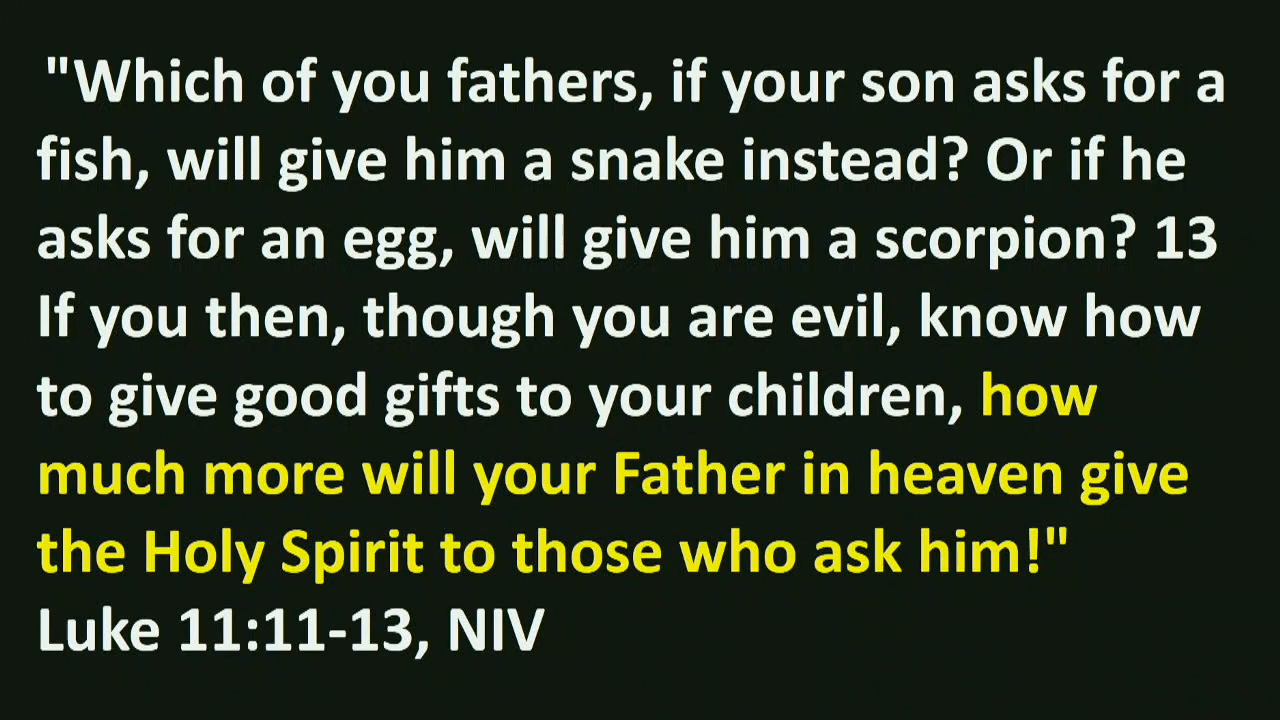 "Which of you fathers, if your son asks for a
fish, will give him a snake instead? Or if he
asks for an egg, will give him a scorpion? 13
If you then, though you are evil, know how
to give good gifts to your children, how
much more will your Father in heaven give
the Holy Spirit to those who ask him!"
Luke 11:11-13, NIV